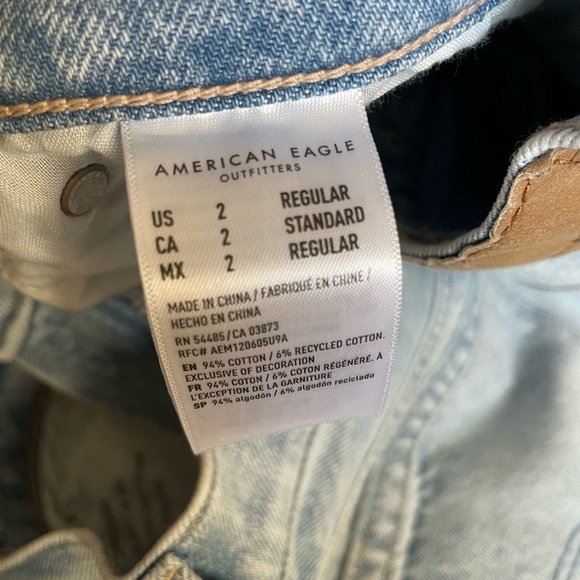 AMERICAN EAGLE
OUTFITTERS
US 2 REGULAR
CA 2 STANDARD
MX 2 REGULAR
MADE IN CHINA / FABRIQUÉ EN CHINE /
HECHO EN CHINA
RN 54485/CA 03873
RFC# AEM120605U9A
EN 94% COTTON / 6% RECYCLED COTTON.
EXCLUSIVE OF DECORATION
FR 94% COTON / 6% COTON RÉGÉNÉRÉ. À
L'EXCEPTION DE LA GARNITURE
SP 94% algodón / 6% algodón reciclado